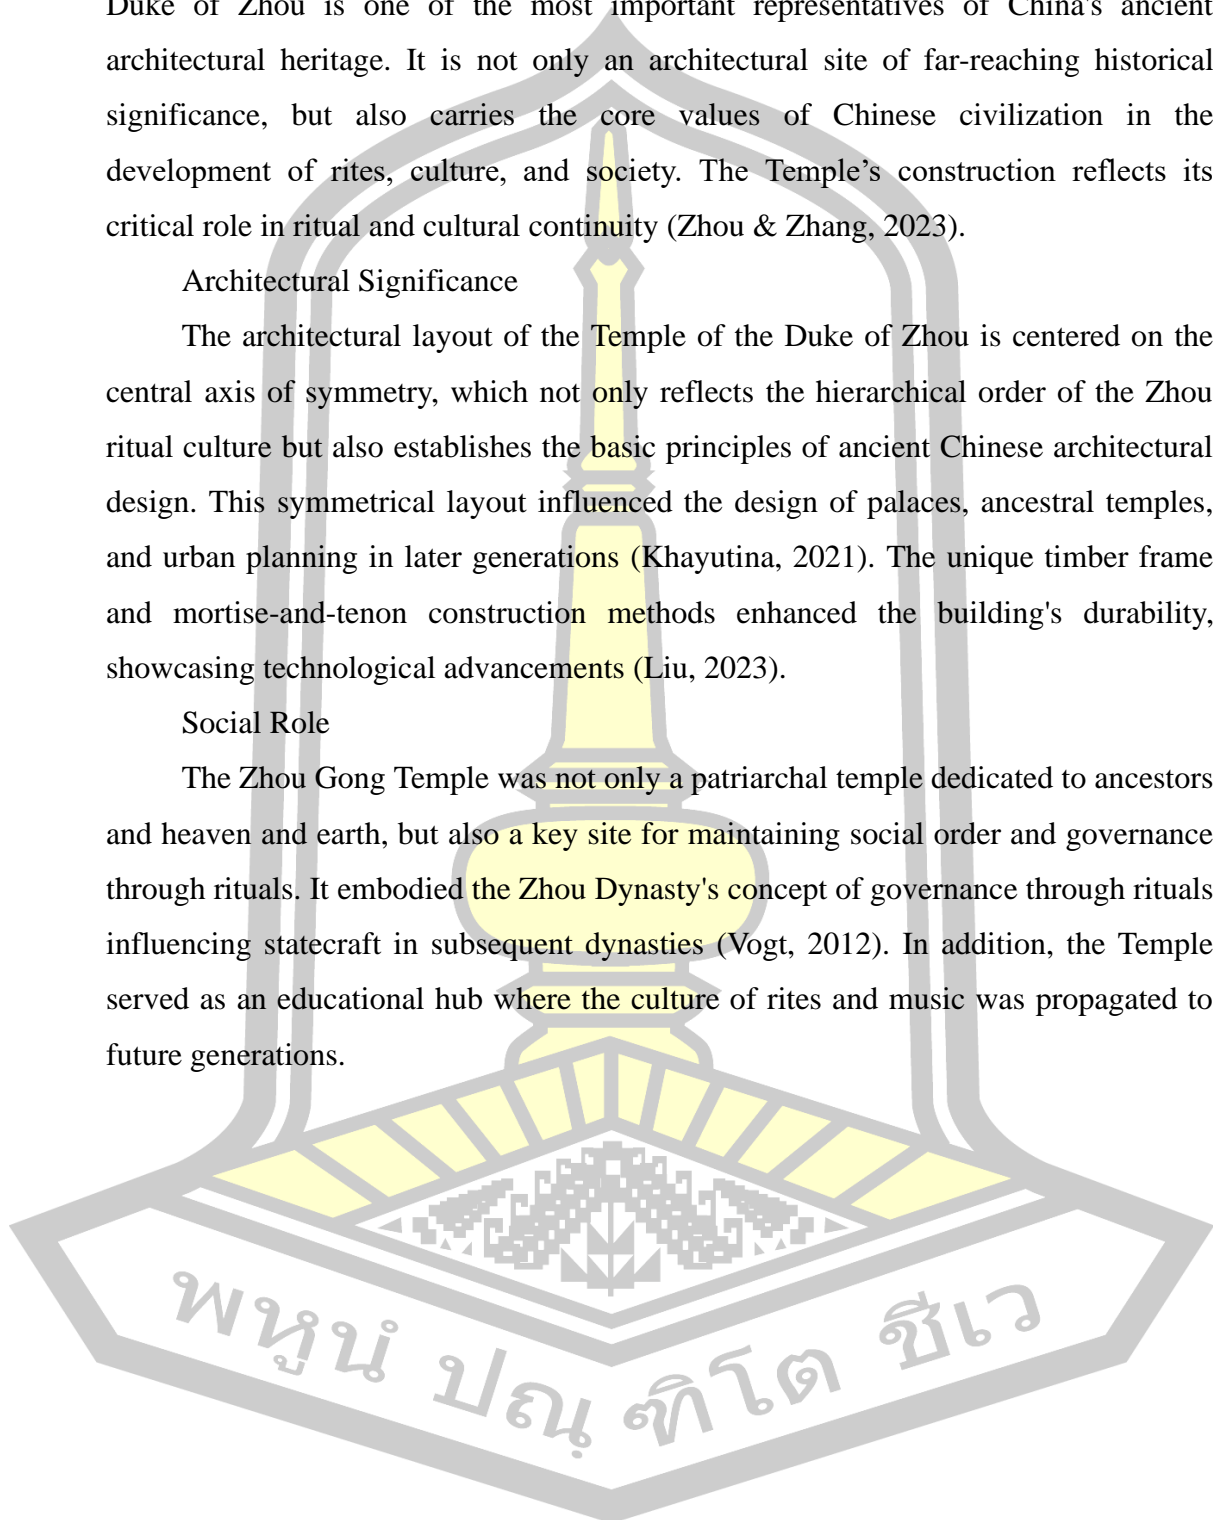 Duke of Zhou is one of the most important representatives of China's ancient
architectural heritage. It is not only an architectural site of far-reaching historical
significance, but also carries the core values of Chinese civilization in the
development of rites, culture, and society. The Temple’s construction reflects its
critical role in ritual and cultural continuity (Zhou & Zhang, 2023).
Architectural Significance
The architectural layout of the Temple of the Duke of Zhou is centered on the
central axis of symmetry, which not only reflects the hierarchical order of the Zhou
ritual culture but also establishes the basic principles of ancient Chinese architectural
design. This symmetrical layout influenced the design of palaces, ancestral temples,
and urban planning in later generations (Khayutina, 2021). The unique timber frame
and mortise-and-tenon construction methods enhanced the building's durability,
showcasing technological advancements (Liu, 2023).
Social Role
The Zhou Gong Temple was not only a patriarchal temple dedicated to ancestors
and heaven and earth, but also a key site for maintaining social order and governance
through rituals. It embodied the Zhou Dynasty's concept of governance through rituals
influencing statecraft in subsequent dynasties (Vogt, 2012). In addition, the Temple
served as an educational hub where the culture of rites and music was propagated to
future generations.
พหูนํ ปณฺฑิโต ชีเว